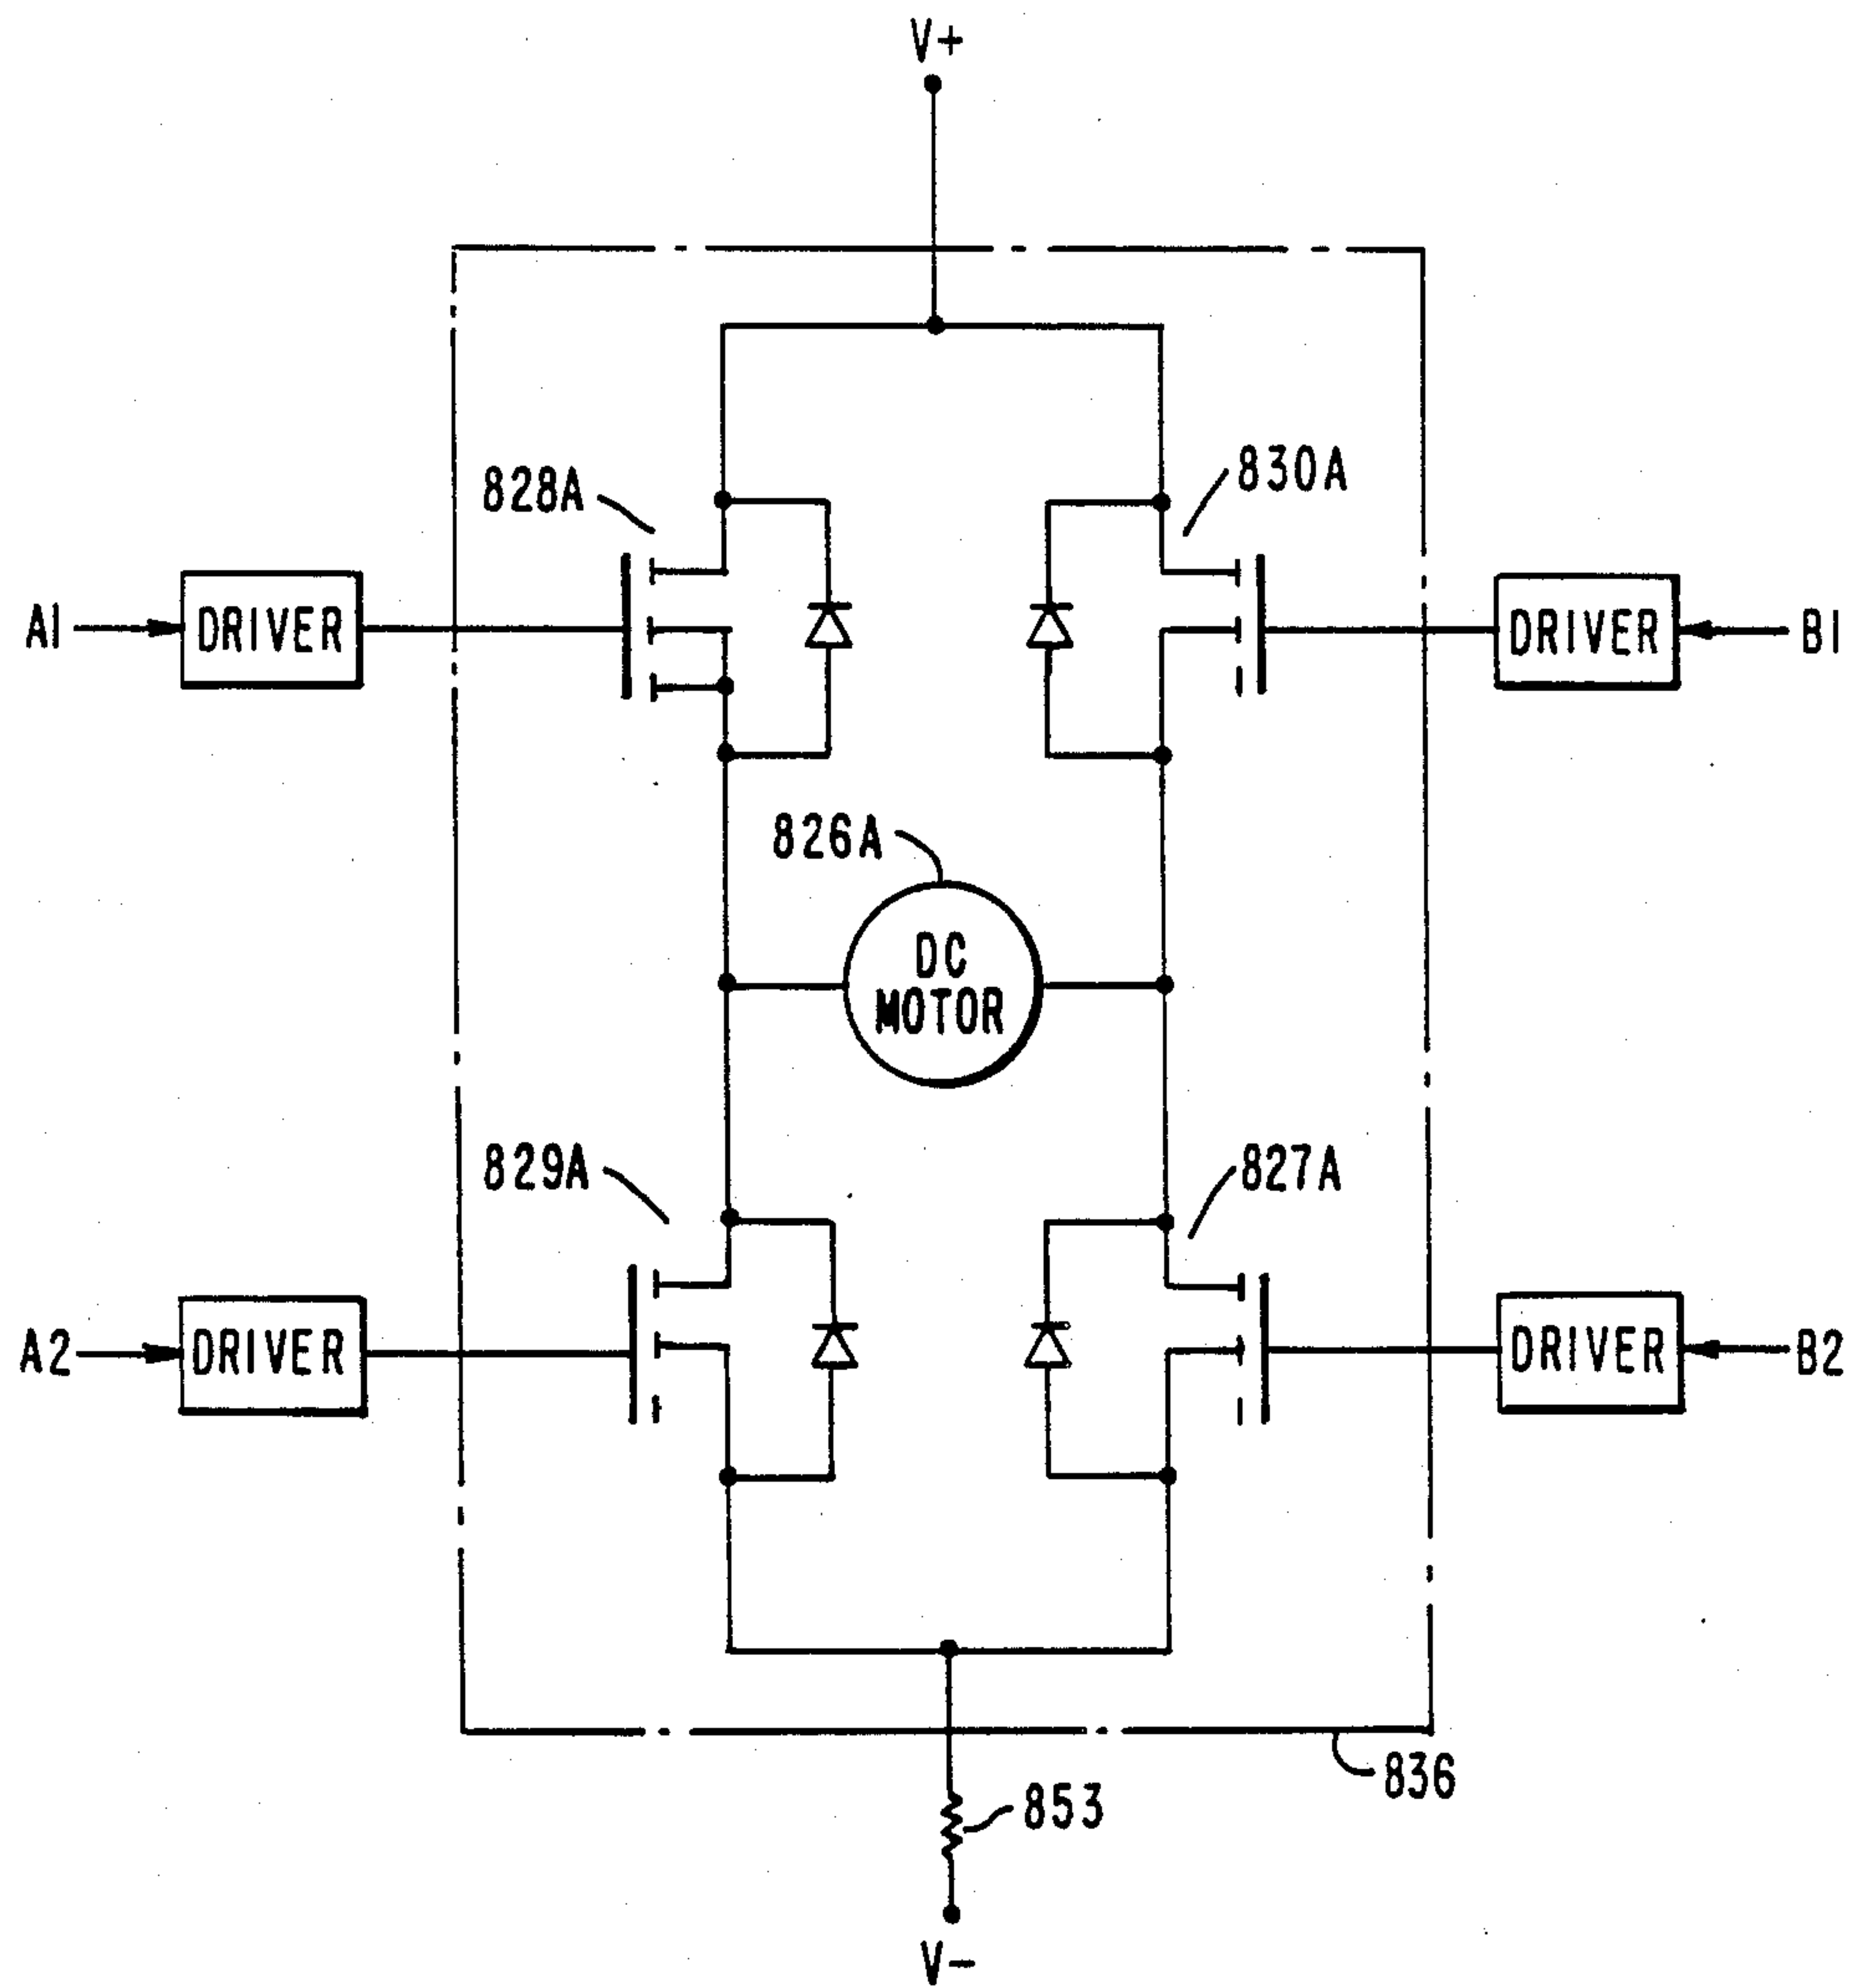 V+
828A
830A
A1
DRIVER
DRIVER
B1
826A
DC
MOTOR
829A
827A
A2
DRIVER
DRIVER
B2
836
853
V-